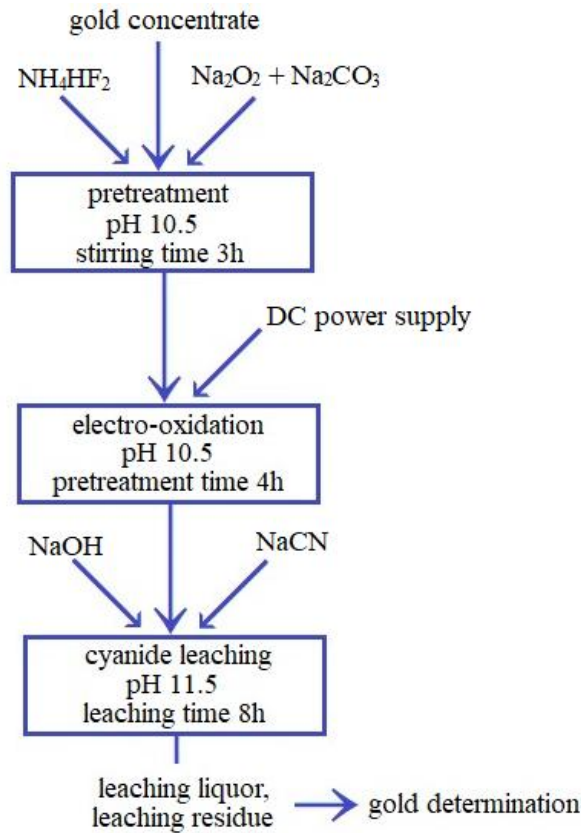 gold concentrate
NH₄HF₂
Na₂O₂ + Na₂CO₃
pretreatment
pH 10.5
stirring time 3h
DC power supply
electro-oxidation
pH 10.5
pretreatment time 4h
NaOH
NaCN
cyanide leaching
pH 11.5
leaching time 8h
leaching liquor,
leaching residue
gold determination